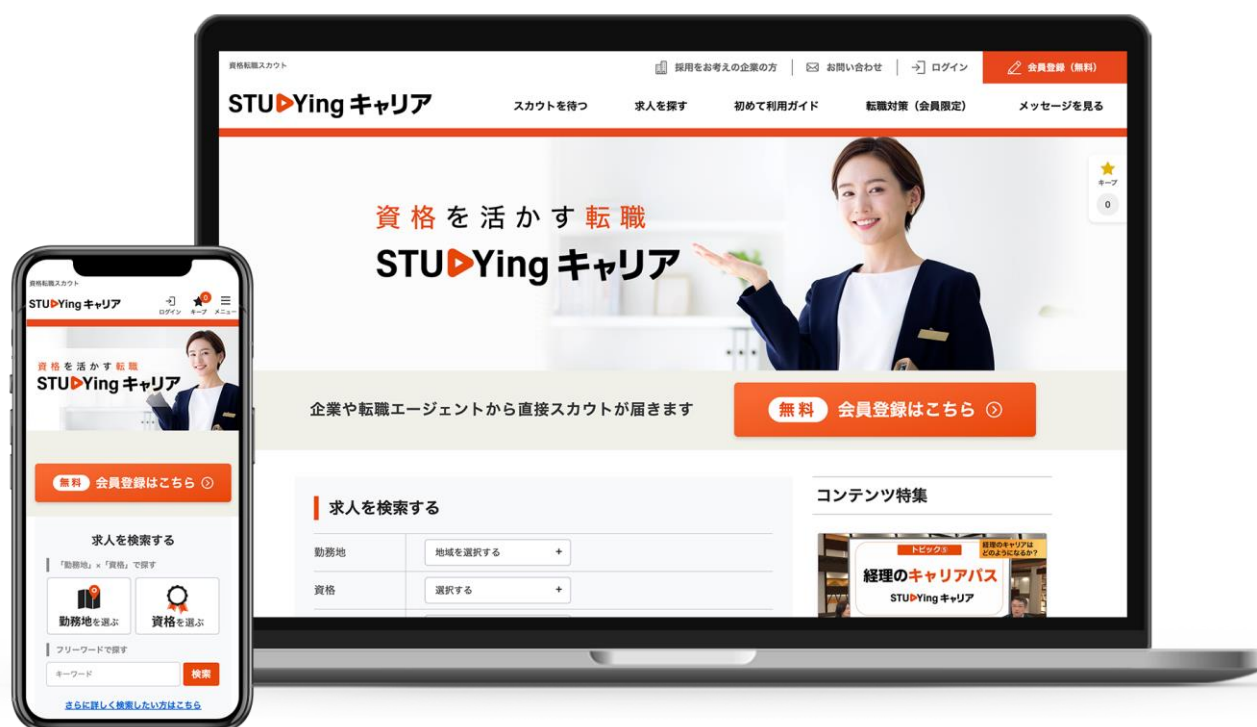 資格転職スカウト
採用をお考えの企業の方
お問い合わせ
ログイン
会員登録（無料）
STUDYing キャリア
スカウトを待つ
求人を探す
初めて利用ガイド
転職対策（会員限定）
メッセージを見る
キープ
0
資格を活かす転職
STUDYing キャリア
企業や転職エージェントから直接スカウトが届きます
無料 会員登録はこちら
求人を検索する
勤務地
地域を選択する +
資格
選択する +
コンテンツ特集
トピック⑤
経理のキャリアは
どのようになるか？
経理のキャリアパス
STUDYing キャリア
資格転職スカウト
STUDYing キャリア
ログイン
0
キープ
メニュー
資格を活かす転職
STUDYing キャリア
無料 会員登録はこちら
求人を検索する
「勤務地」×「資格」で探す
勤務地を選ぶ
資格を選ぶ
フリーワードで探す
キーワード
検索
さらに詳しく検索したい方はこちら